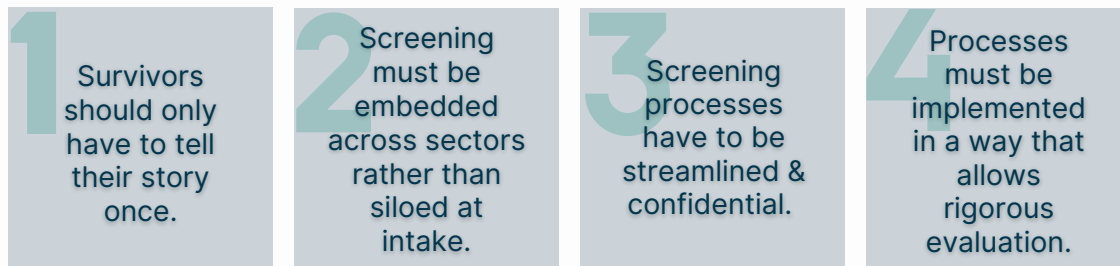 1
Survivors
should only
have to tell
their story
once.
2
Screening
must be
embedded
across sectors
rather than
siloed at
intake.
3
Screening
processes
have to be
streamlined &
confidential.
4
Processes
must be
implemented
in a way that
allows
rigorous
evaluation.